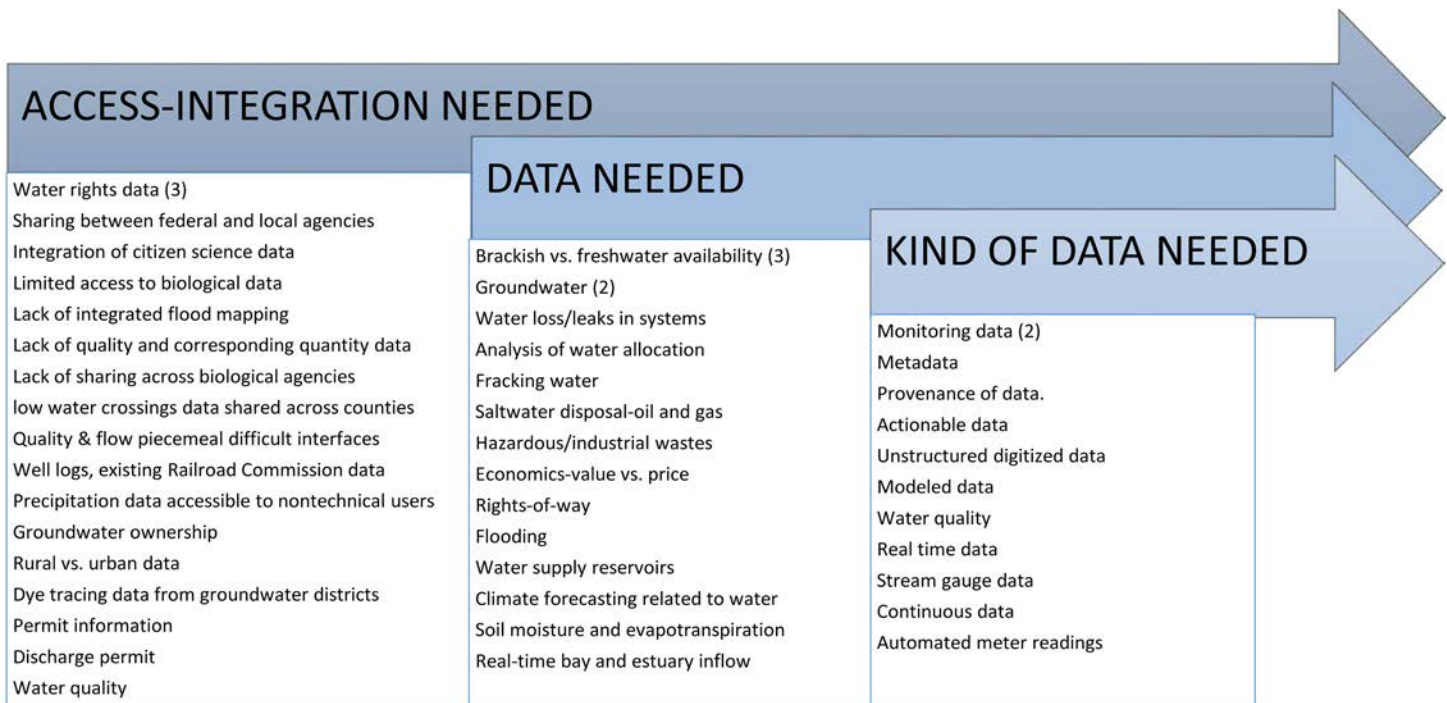 ACCESS-INTEGRATION NEEDED
Water rights data (3)
Sharing between federal and local agencies
Integration of citizen science data
Limited access to biological data
Lack of integrated flood mapping
Lack of quality and corresponding quantity data
Lack of sharing across biological agencies
low water crossings data shared across counties
Quality & flow piecemeal difficult interfaces
Well logs, existing Railroad Commission data
Precipitation data accessible to nontechnical users
Groundwater ownership
Rural vs. urban data
Dye tracing data from groundwater districts
Permit information
Discharge permit
Water quality
DATA NEEDED
Brackish vs. freshwater availability (3)
Groundwater (2)
Water loss/leaks in systems
Analysis of water allocation
Fracking water
Saltwater disposal-oil and gas
Hazardous/industrial wastes
Economics-value vs. price
Rights-of-way
Flooding
Water supply reservoirs
Climate forecasting related to water
Soil moisture and evapotranspiration
Real-time bay and estuary inflow
KIND OF DATA NEEDED
Monitoring data (2)
Metadata
Provenance of data.
Actionable data
Unstructured digitized data
Modeled data
Water quality
Real time data
Stream gauge data
Continuous data
Automated meter readings